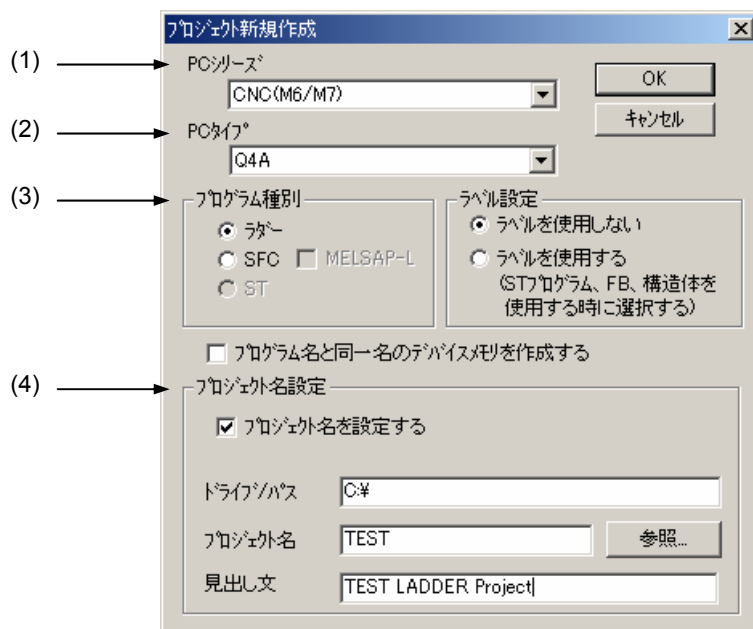 ﾌﾟﾛｼﾞｪｸﾄ新規作成
(1)
PCｼﾘｰｽﾞ
CNC(M6/M7)
OK
(2)
PCﾀｲﾌﾟ
Q4A
ｷｬﾝｾﾙ
(3)
ﾌﾟﾛｸﾞﾗﾑ種別
ﾗﾀﾞｰ
SFC
MELSAP-L
ST
ﾗﾍﾞﾙ設定
ﾗﾍﾞﾙを使用しない
ﾗﾍﾞﾙを使用する
(STﾌﾟﾛｸﾞﾗﾑ、FB、構造体を
使用する時に選択する)
ﾌﾟﾛｸﾞﾗﾑ名と同一名のﾃﾞﾊﾞｲｽﾒﾓﾘを作成する
(4)
ﾌﾟﾛｼﾞｪｸﾄ名設定
ﾌﾟﾛｼﾞｪｸﾄ名を設定する
ﾄﾞﾗｲﾌﾞ/ﾊﾟｽ
C:¥
ﾌﾟﾛｼﾞｪｸﾄ名
TEST
参照...
見出し文
TEST LADDER Project